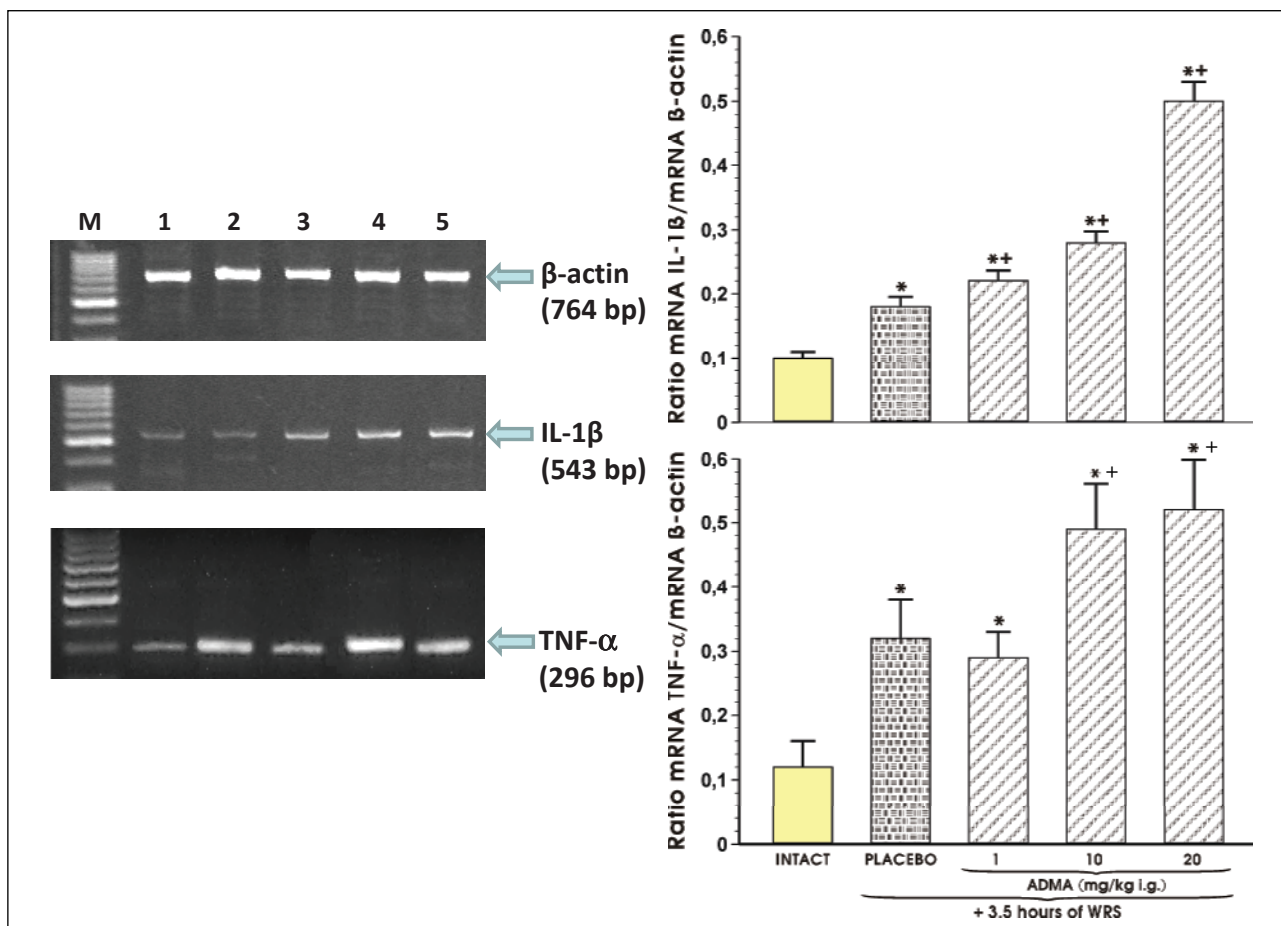 M 1 2 3 4 5
β-actin
(764 bp)
IL-1β
(543 bp)
TNF-α
(296 bp)
Ratio mRNA IL-1ß/mRNA ß-actin
0,6
0,5
0,4
0,3
0,2
0,1
0
*
*+
*+
*+
Ratio mRNA TNF-α/mRNA ß-actin
0,6
0,5
0,4
0,3
0,2
0,1
0
*
*
* +
* +
INTACT PLACEBO 1 10 20
ADMA (mg/kg i.g.)
+ 3.5 hours of WRS